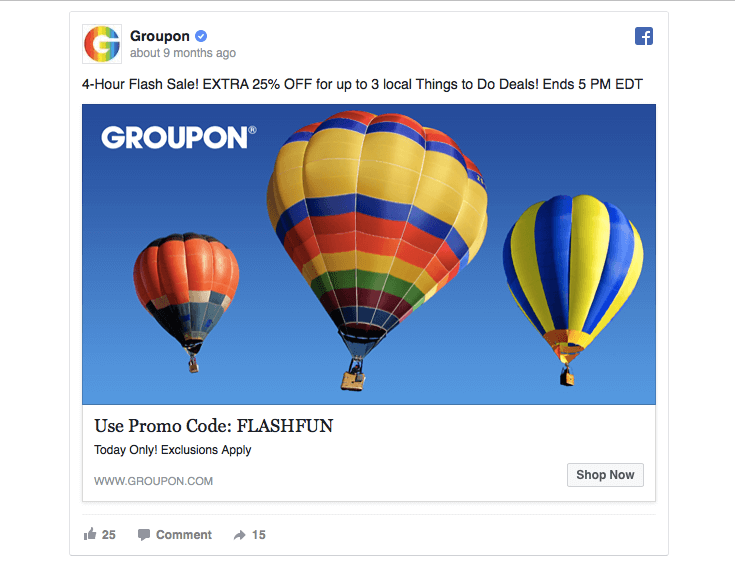 Groupon
about 9 months ago
4-Hour Flash Sale! EXTRA 25% OFF for up to 3 local Things to Do Deals! Ends 5 PM EDT
GROUPON®
Use Promo Code: FLASHFUN
Today Only! Exclusions Apply
WWW.GROUPON.COM
Shop Now
25 Comment 15